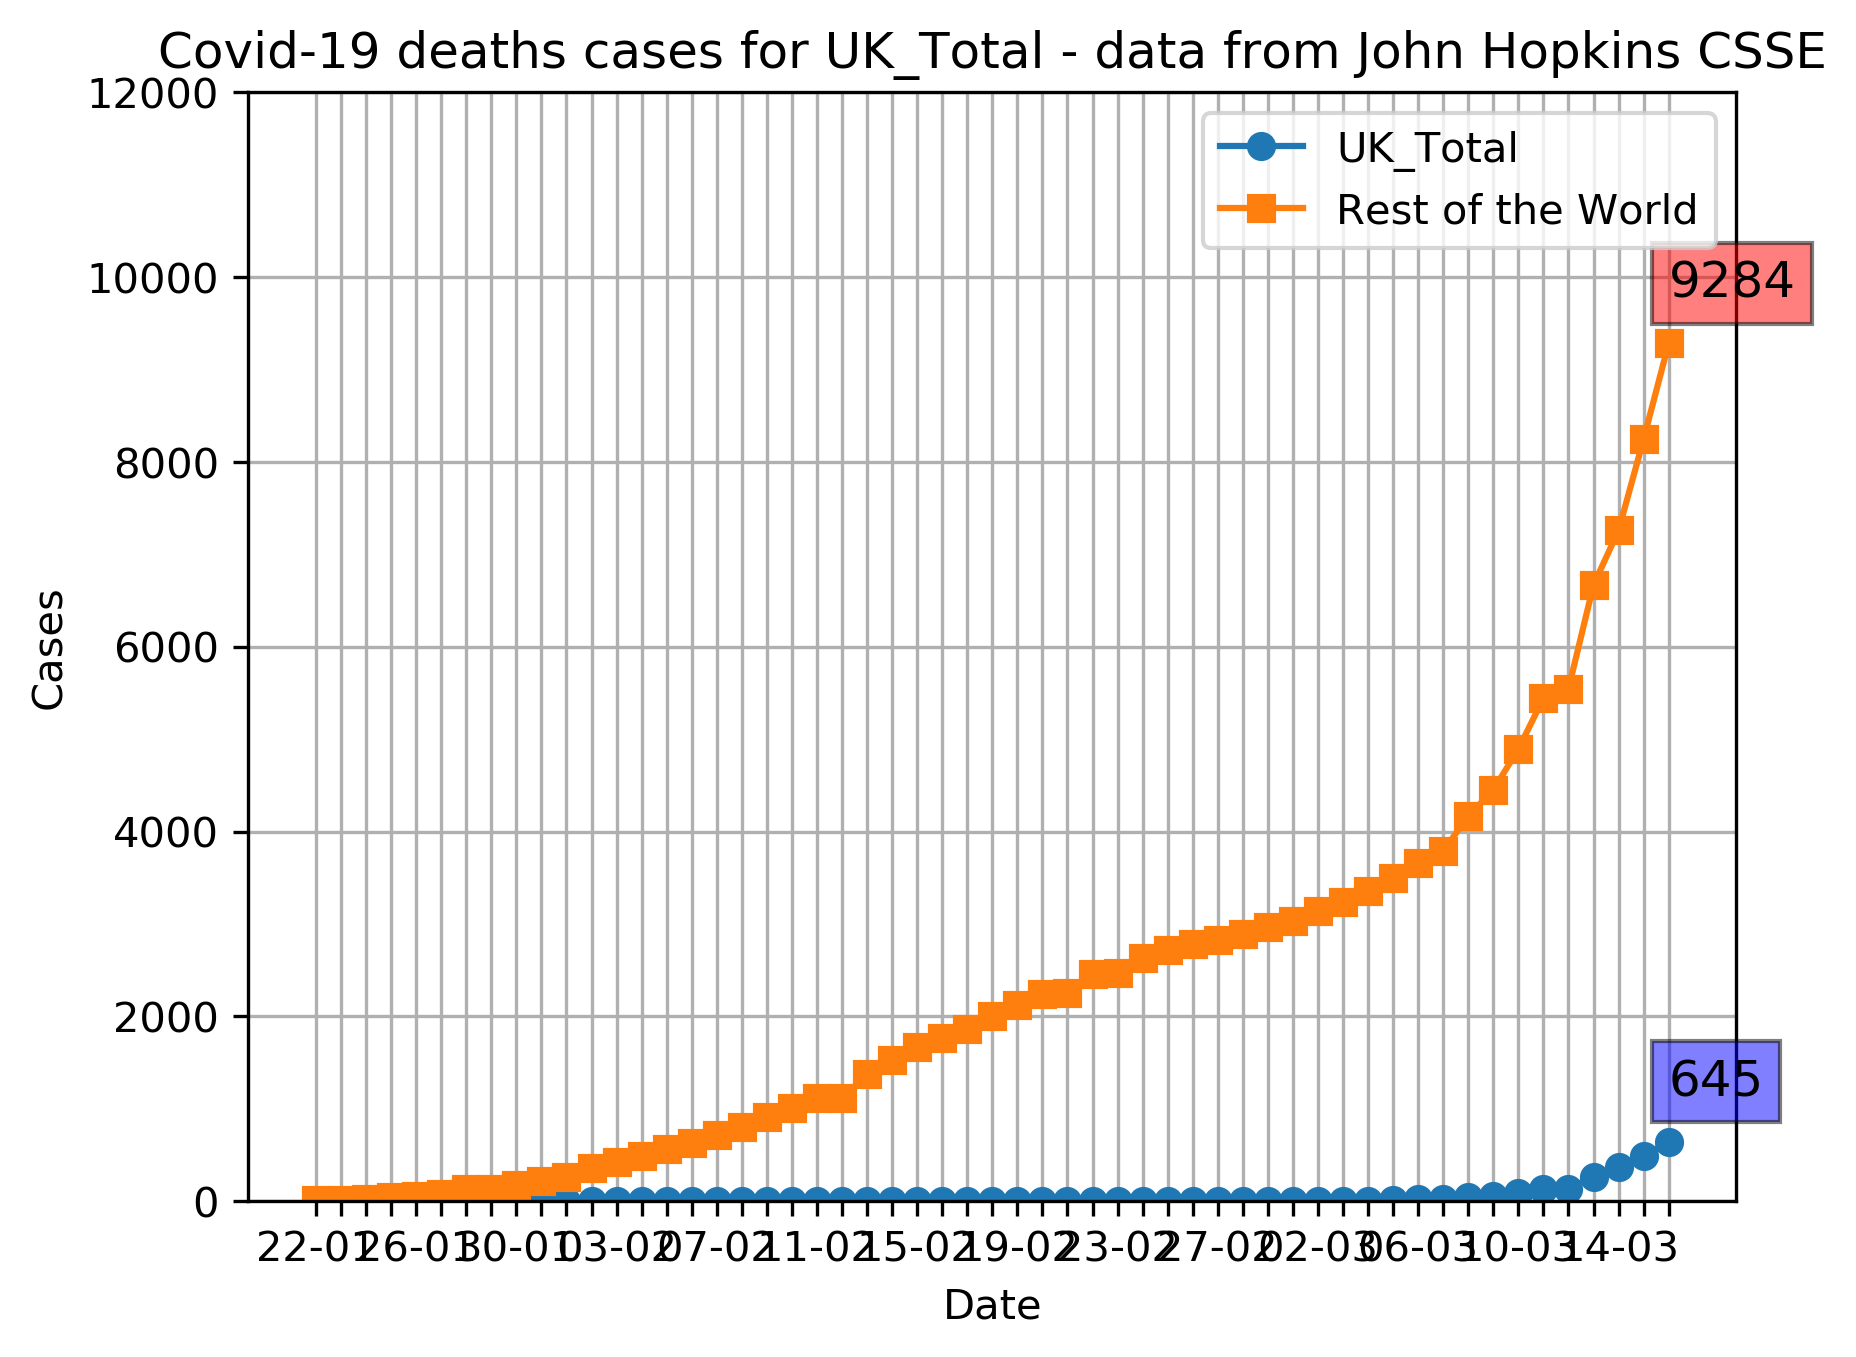 Covid-19 deaths cases for UK_Total - data from John Hopkins CSSE
12000
10000
8000
6000
4000
2000
0
Cases
UK_Total
Rest of the World
9284
645
22-01 26-01 30-01 03-02 07-02 11-02 15-02 19-02 23-02 27-02 02-03 06-03 10-03 14-03
Date